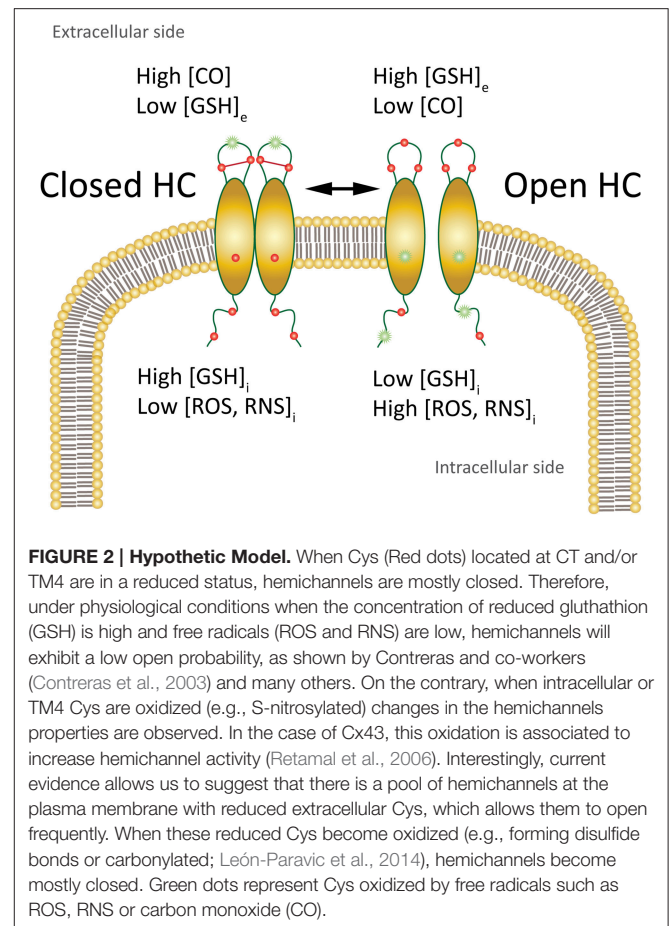 Extracellular side
High [CO]
Low [GSH]e
High [GSH]e
Low [CO]
Closed HC
Open HC
High [GSH]i
Low [ROS, RNS]i
Low [GSH]i
High [ROS, RNS]i
Intracellular side
FIGURE 2 | Hypothetic Model. When Cys (Red dots) located at CT and/or
TM4 are in a reduced status, hemichannels are mostly closed. Therefore,
under physiological conditions when the concentration of reduced gluthathion
(GSH) is high and free radicals (ROS and RNS) are low, hemichannels will
exhibit a low open probability, as shown by Contreras and co-workers
(Contreras et al., 2003) and many others. On the contrary, when intracellular or
TM4 Cys are oxidized (e.g., S-nitrosylated) changes in the hemichannels
properties are observed. In the case of Cx43, this oxidation is associated to
increase hemichannel activity (Retamal et al., 2006). Interestingly, current
evidence allows us to suggest that there is a pool of hemichannels at the
plasma membrane with reduced extracellular Cys, which allows them to open
frequently. When these reduced Cys become oxidized (e.g., forming disulfide
bonds or carbonylated; León-Paravic et al., 2014), hemichannels become
mostly closed. Green dots represent Cys oxidized by free radicals such as
ROS, RNS or carbon monoxide (CO).